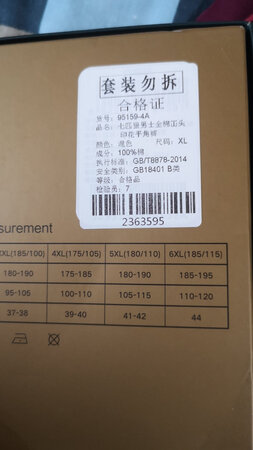 套装勿拆
合格证
货号: 95159-4A
品名: 七匹狼男士全棉四头
印花平角裤
颜色: 混色 尺码: XL
成分: 100%棉
执行标准: GB/T8878-2014
安全类别: GB18401 B类
等级: 合格品
检验员: 7
2363595
surement
XL(185/100) 4XL(175/105) 5XL(180/110) 6XL(185/115)
180-190 175-185 180-190 185-195
95-105 100-110 105-115 110-120
37-38 39-40 41-42 44